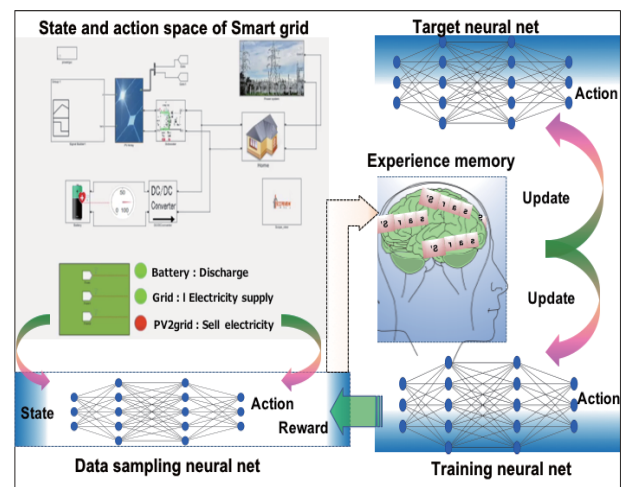 State and action space of Smart grid
Target neural net
Action
DC/DC
Converter
Experience memory
Update
Battery : Discharge
Grid : l Electricity supply
PV2grid : Sell electricity
Update
State
Action
Reward
Action
Data sampling neural net
Training neural net